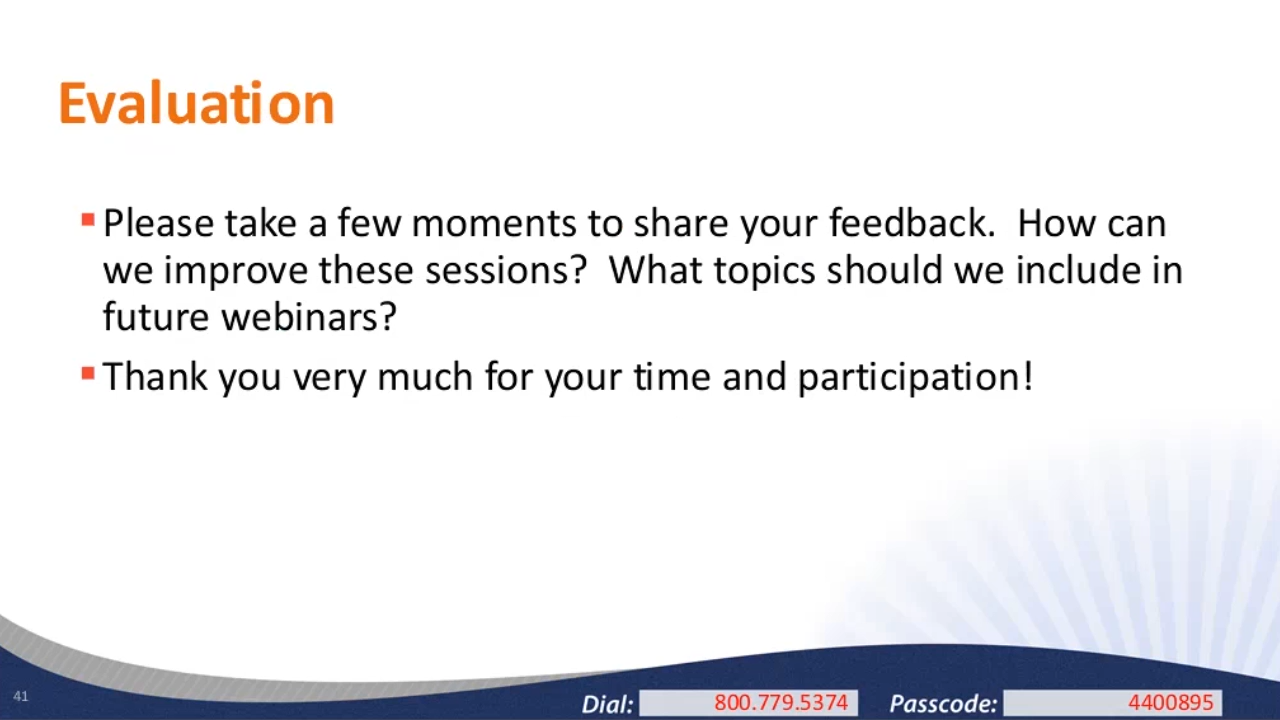 Evaluation
▪ Please take a few moments to share your feedback.  How can
we improve these sessions?  What topics should we include in
future webinars?
▪ Thank you very much for your time and participation!
41
Dial: 800.779.5374 Passcode: 4400895